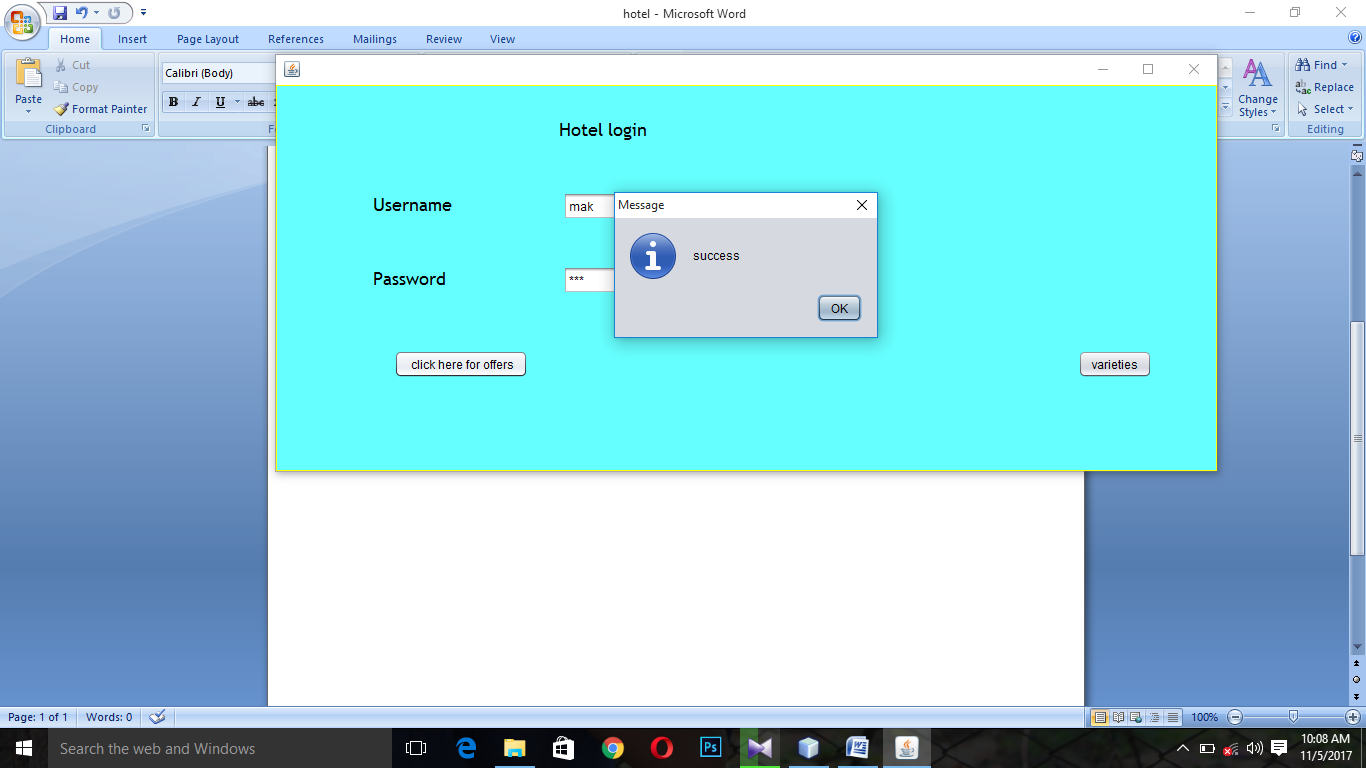 hotel - Microsoft Word
Home Insert Page Layout References Mailings Review View
Paste
Cut
Copy
Format Painter
Clipboard
Calibri (Body)
B I U abc
Hotel login
Username mak
Password ***
Message
success
OK
click here for offers varieties
Change
Styles
Find
Replace
Select
Editing
Page: 1 of 1 Words: 0 100%
Search the web and Windows
10:08 AM
11/5/2017